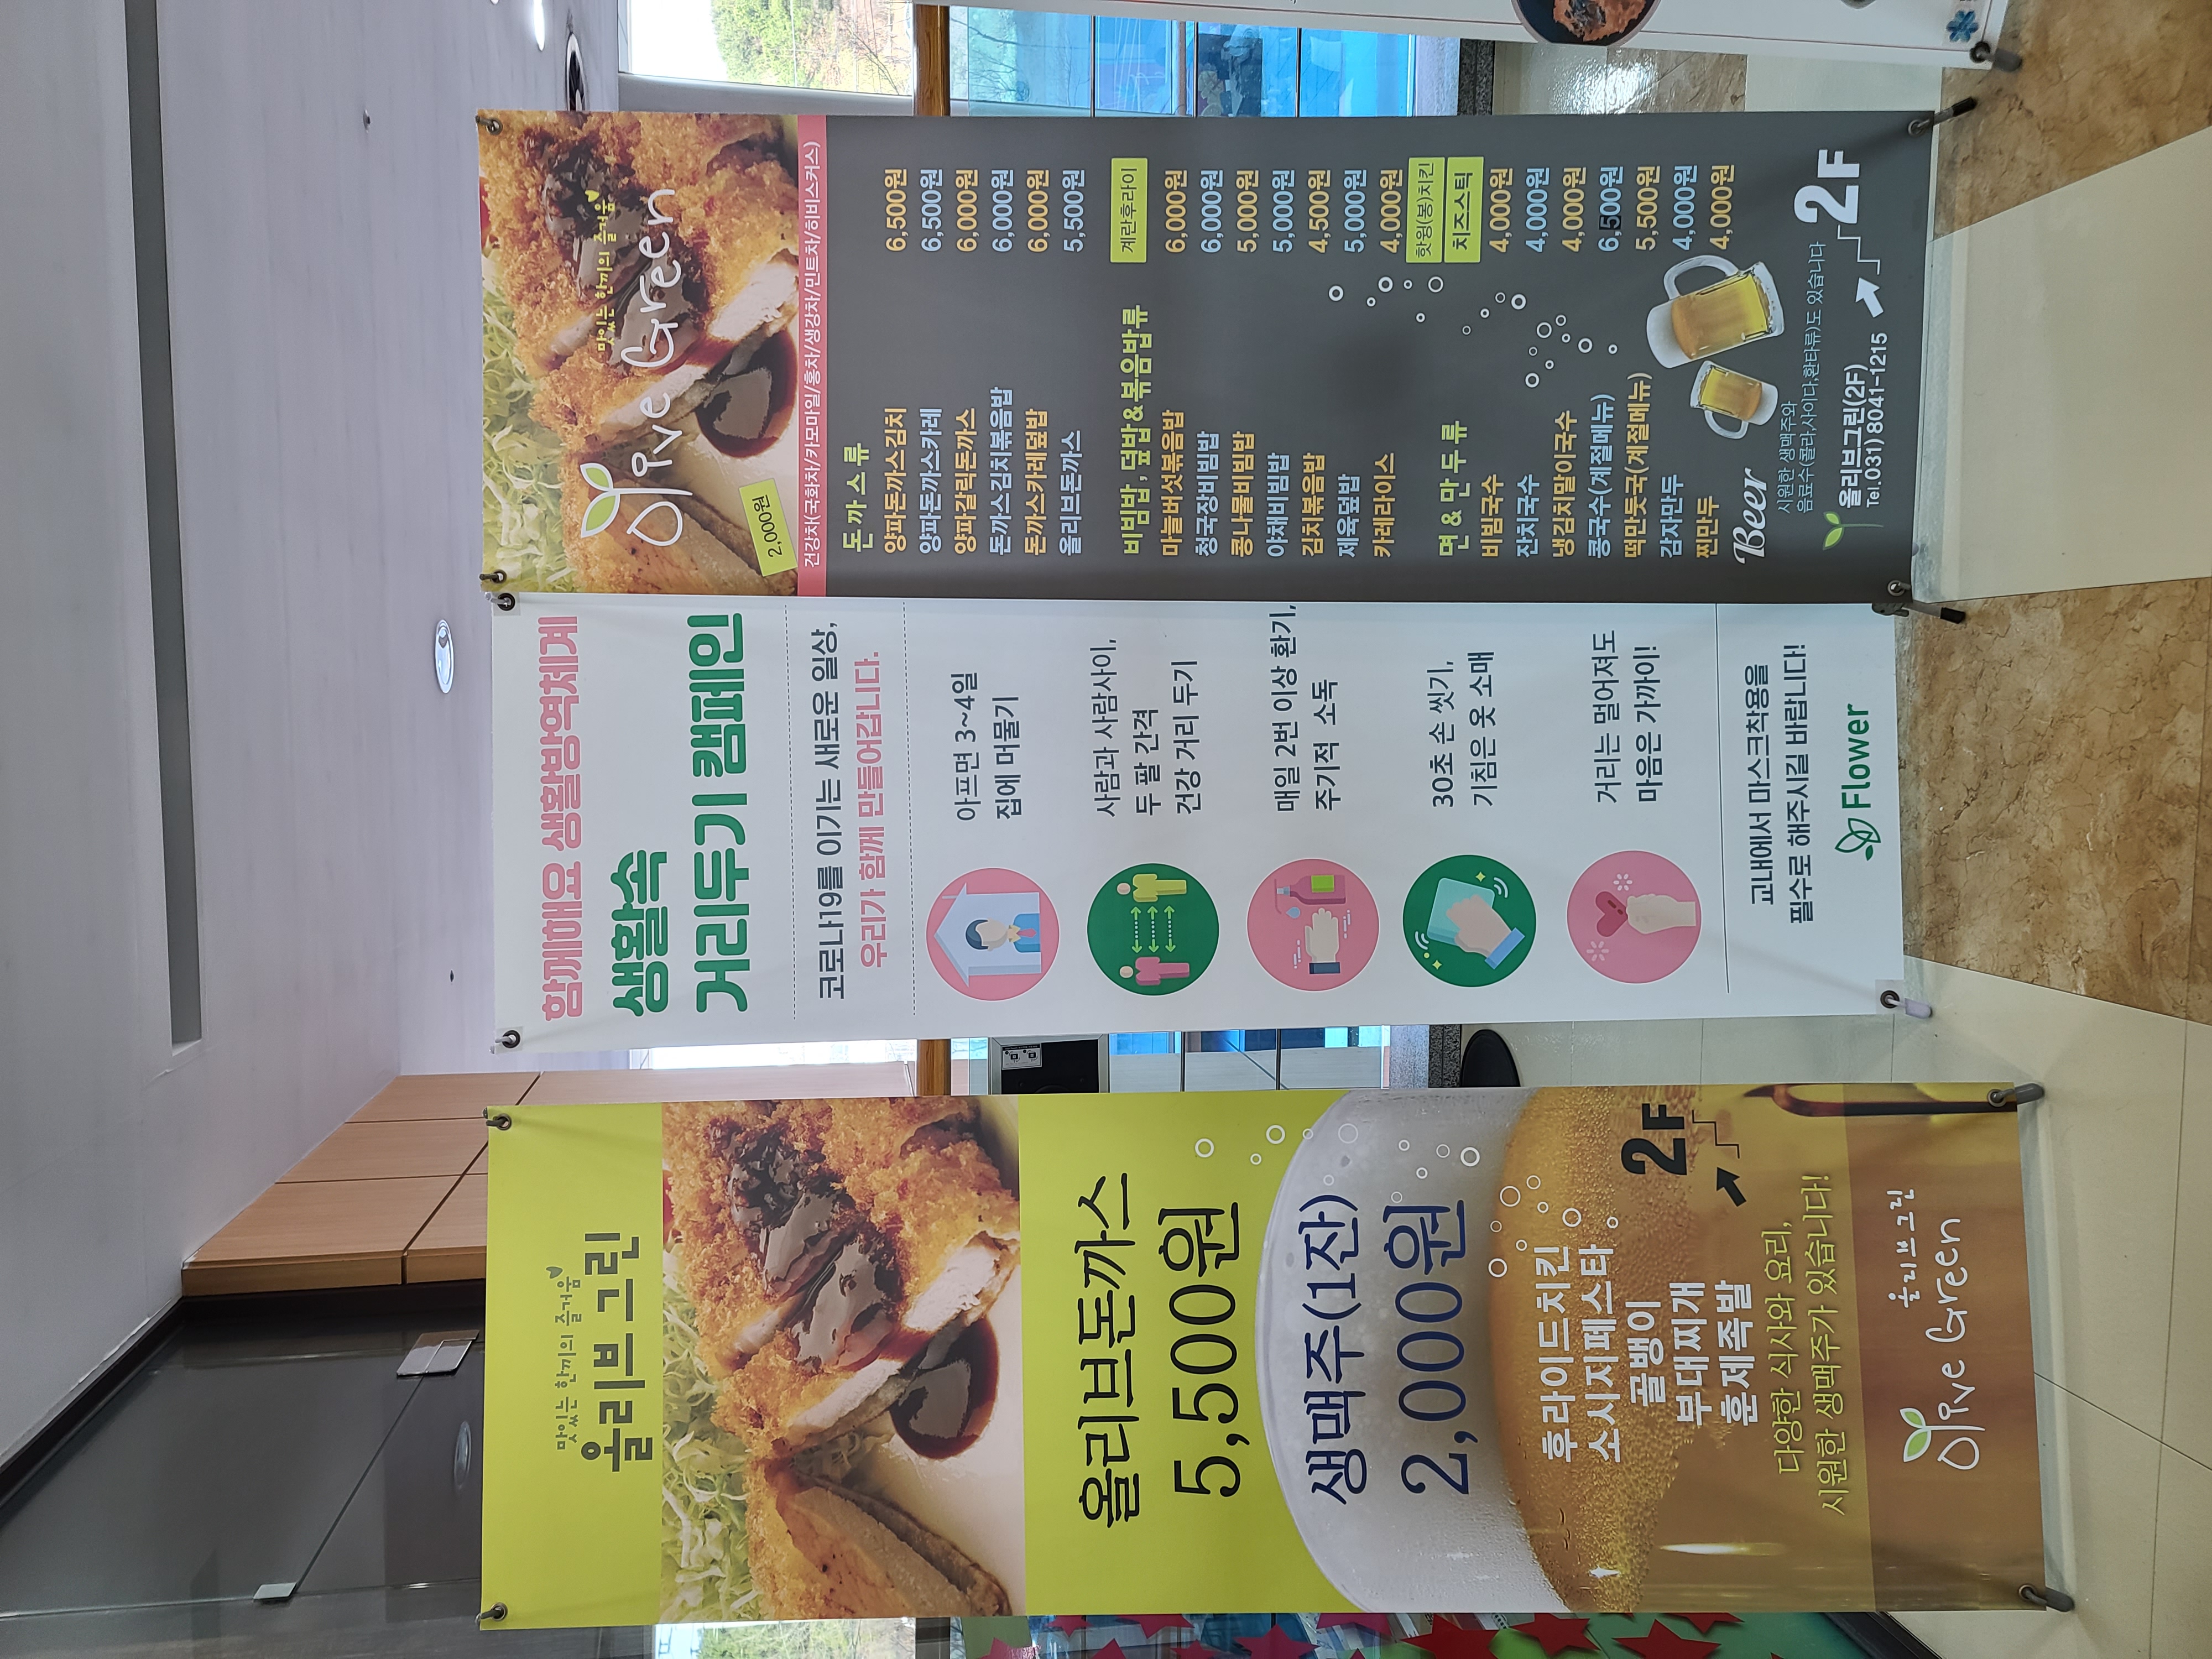 맛있는 한끼의 즐거움
올리브 그린
올리브돈까스
5,500원
생맥주(1잔)
2,000원
후라이드치킨
소시지페스타
골뱅이
부대찌개
훈제족발
2F
다양한 식사와 요리,
시원한 생맥주가 있습니다!
올리브그린
Olive Green
함께해요 생활방역체계
생활속
거리두기 캠페인
코로나19를 이기는 새로운 일상,
우리가 함께 만들어갑니다.
아프면 3~4일
집에 머물기
사람과 사람사이,
두 팔 간격
건강 거리 두기
매일 2번 이상 환기,
주기적 소독
30초 손 씻기,
기침은 옷 소매
거리는 멀어져도
마음은 가까이!
교내에서 마스크착용을
필수로 해주시길 바랍니다!
Flower
맛있는 한끼의 즐거움
Olive Green
2,000원
건강차(국화차/카모마일/홍차/생강차/민트차/히비스커스)
돈까스류
양파돈까스김치 6,500원
양파돈까스카레 6,500원
양파갈릭돈까스 6,000원
돈까스김치볶음밥 6,000원
돈까스카레덮밥 6,000원
올리브돈까스 5,500원
비빔밥,덮밥&볶음밥류 계란후라이
마늘버섯볶음밥 6,000원
청국장비빔밥 6,000원
콩나물비빔밥 5,000원
야채비빔밥 5,000원
김치볶음밥 4,500원
제육덮밥 5,000원
카레라이스 4,000원
핫윙(봉)치킨
면&만두류 치즈스틱
비빔국수 4,000원
잔치국수 4,000원
냉김치말이국수 4,000원
콩국수(계절메뉴) 6,500원
떡만둣국(계절메뉴) 5,500원
감자만두 4,000원
찐만두 4,000원
Beer
시원한 생맥주와
음료수(콜라,사이다,환타류)도 있습니다
올리브그린(2F)
Tel.031) 8041-1215
2F